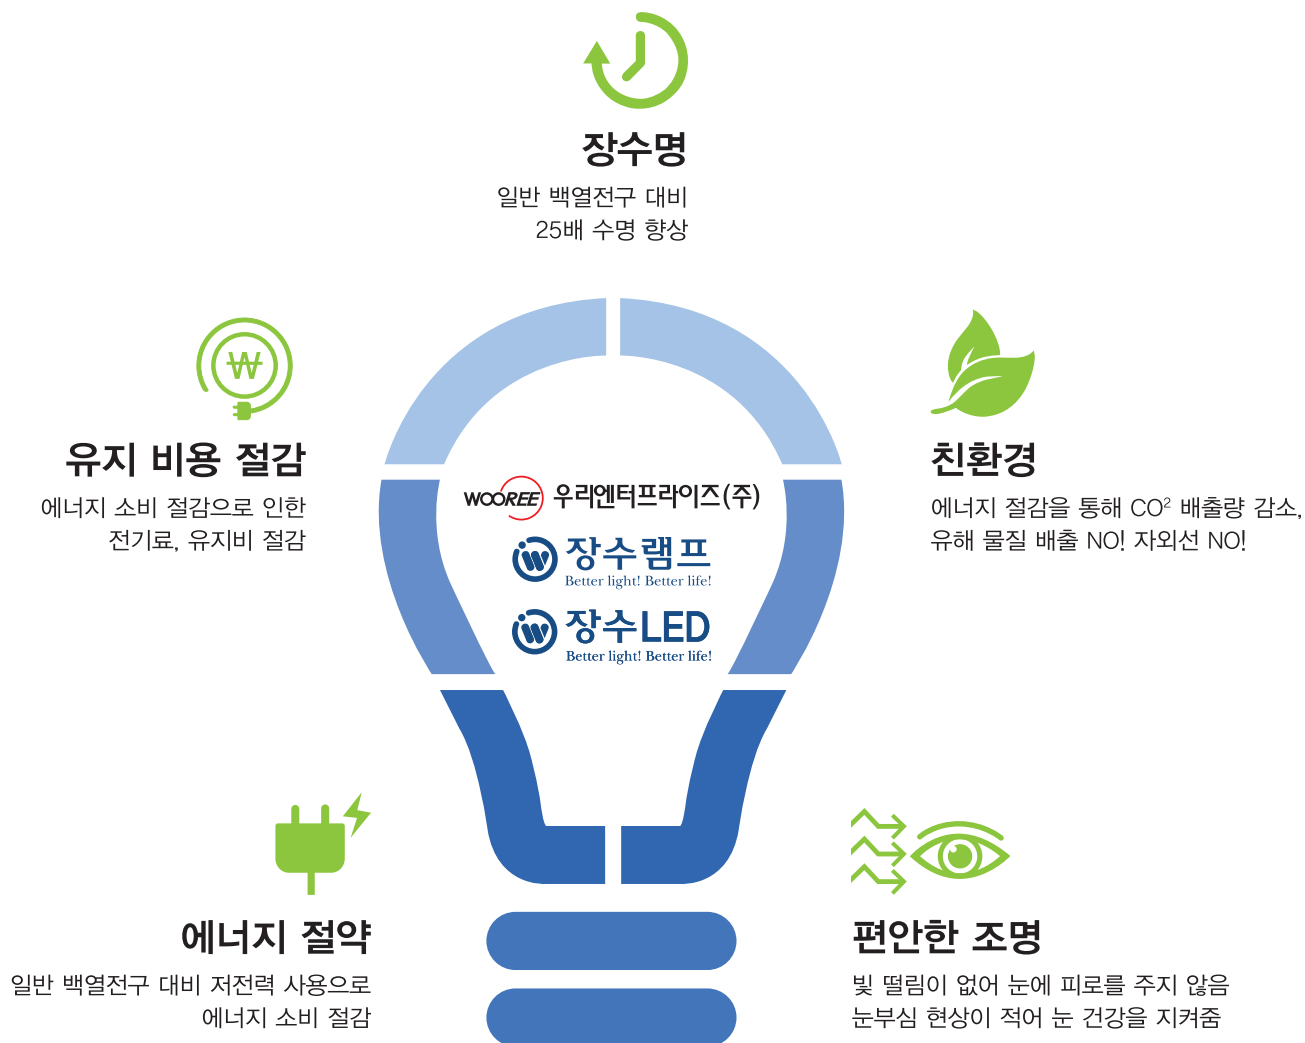 장수명
일반 백열전구 대비
25배 수명 향상
₩
유지 비용 절감
에너지 소비 절감으로 인한
전기료, 유지비 절감
친환경
에너지 절감을 통해 CO² 배출량 감소,
유해 물질 배출 NO! 자외선 NO!
WOOREE 우리엔터프라이즈(주)
장수램프
Better light! Better life!
장수LED
Better light! Better life!
에너지 절약
일반 백열전구 대비 저전력 사용으로
에너지 소비 절감
편안한 조명
빛 떨림이 없어 눈에 피로를 주지 않음
눈부심 현상이 적어 눈 건강을 지켜줌